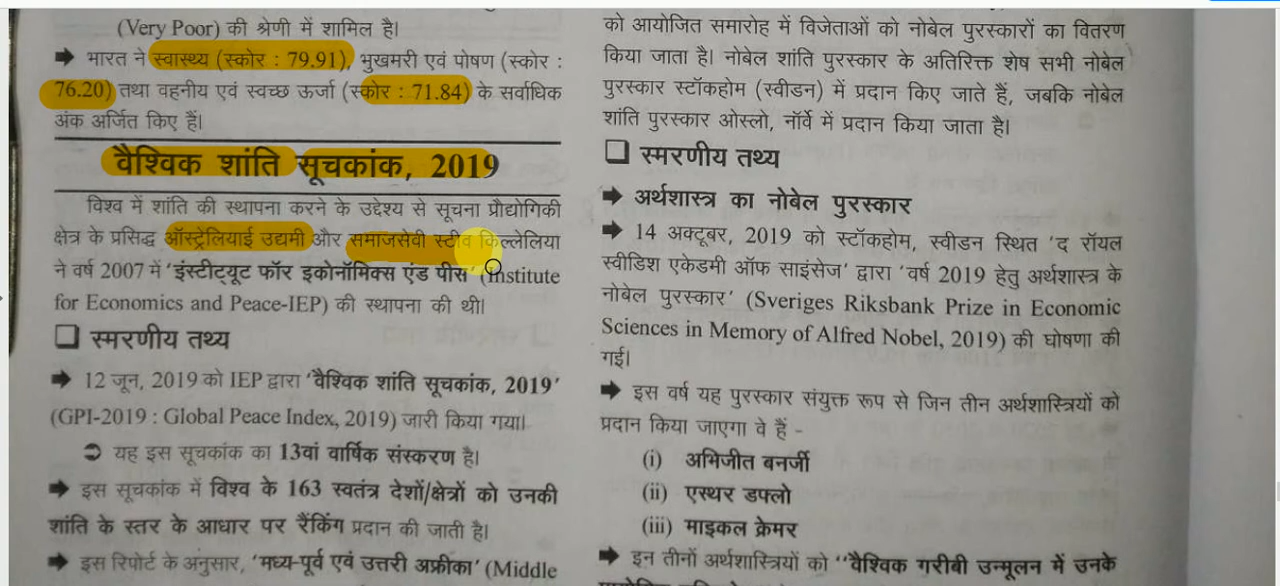 (Very Poor) की श्रेणी में शामिल है।
➡ भारत ने स्वास्थ्य (स्कोर : 79.91), भुखमरी एवं पोषण (स्कोर :
76.20) तथा वहनीय एवं स्वच्छ ऊर्जा (स्कोर : 71.84) के सर्वाधिक
अंक अर्जित किए हैं।
वैश्विक शांति सूचकांक, 2019
विश्व में शांति की स्थापना करने के उद्देश्य से सूचना प्रौद्योगिकी
क्षेत्र के प्रसिद्ध ऑस्ट्रेलियाई उद्यमी और समाजसेवी स्टीव किल्लेलिया
ने वर्ष 2007 में 'इंस्टीट्यूट फॉर इकोनॉमिक्स एंड पीस' (Institute
for Economics and Peace-IEP) की स्थापना की थी।
❑ स्मरणीय तथ्य
➡ 12 जून, 2019 को IEP द्वारा 'वैश्विक शांति सूचकांक, 2019'
(GPI-2019 : Global Peace Index, 2019) जारी किया गया।
➲ यह इस सूचकांक का 13वां वार्षिक संस्करण है।
➡ इस सूचकांक में विश्व के 163 स्वतंत्र देशों/क्षेत्रों को उनकी
शांति के स्तर के आधार पर रैंकिंग प्रदान की जाती है।
➡ इस रिपोर्ट के अनुसार, 'मध्य-पूर्व एवं उत्तरी अफ्रीका' (Middle
को आयोजित समारोह में विजेताओं को नोबेल पुरस्कारों का वितरण
किया जाता है। नोबेल शांति पुरस्कार के अतिरिक्त शेष सभी नोबेल
पुरस्कार स्टॉकहोम (स्वीडन) में प्रदान किए जाते हैं, जबकि नोबेल
शांति पुरस्कार ओस्लो, नॉर्वे में प्रदान किया जाता है।
❑ स्मरणीय तथ्य
➡ अर्थशास्त्र का नोबेल पुरस्कार
➡ 14 अक्टूबर, 2019 को स्टॉकहोम, स्वीडन स्थित 'द रॉयल
स्वीडिश एकेडमी ऑफ साइंसेज' द्वारा 'वर्ष 2019 हेतु अर्थशास्त्र के
नोबेल पुरस्कार' (Sveriges Riksbank Prize in Economic
Sciences in Memory of Alfred Nobel, 2019) की घोषणा की
गई।
➡ इस वर्ष यह पुरस्कार संयुक्त रूप से जिन तीन अर्थशास्त्रियों को
प्रदान किया जाएगा वे हैं -
(i) अभिजीत बनर्जी
(ii) एस्थर डफ्लो
(iii) माइकल क्रेमर
➡ इन तीनों अर्थशास्त्रियों को "वैश्विक गरीबी उन्मूलन में उनके